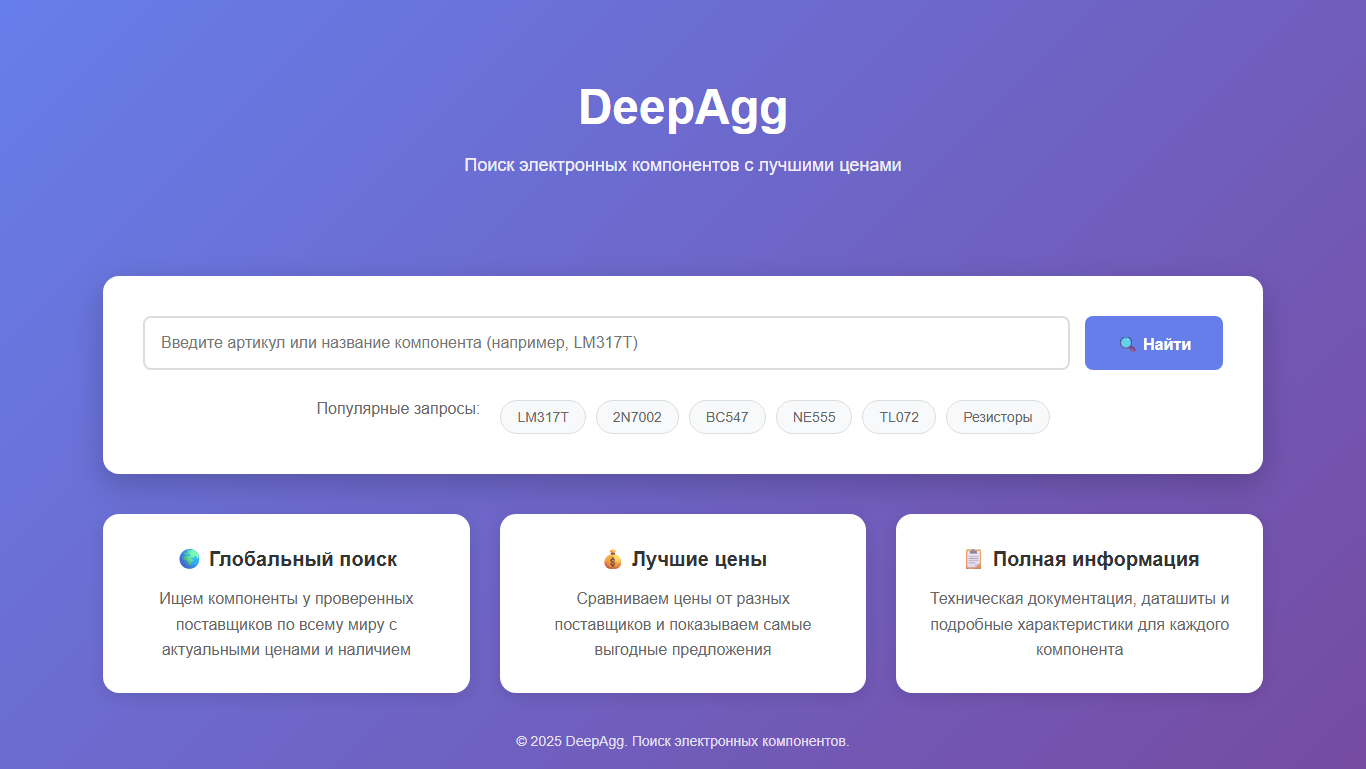 DeepAgg
Поиск электронных компонентов с лучшими ценами
Введите артикул или название компонента (например, LM317T)
🔍 Найти
Популярные запросы: LM317T 2N7002 BC547 NE555 TL072 Резисторы
🌍 Глобальный поиск
Ищем компоненты у проверенных
поставщиков по всему миру с
актуальными ценами и наличием
💰 Лучшие цены
Сравниваем цены от разных
поставщиков и показываем самые
выгодные предложения
📋 Полная информация
Техническая документация, даташиты и
подробные характеристики для каждого
компонента
© 2025 DeepAgg. Поиск электронных компонентов.